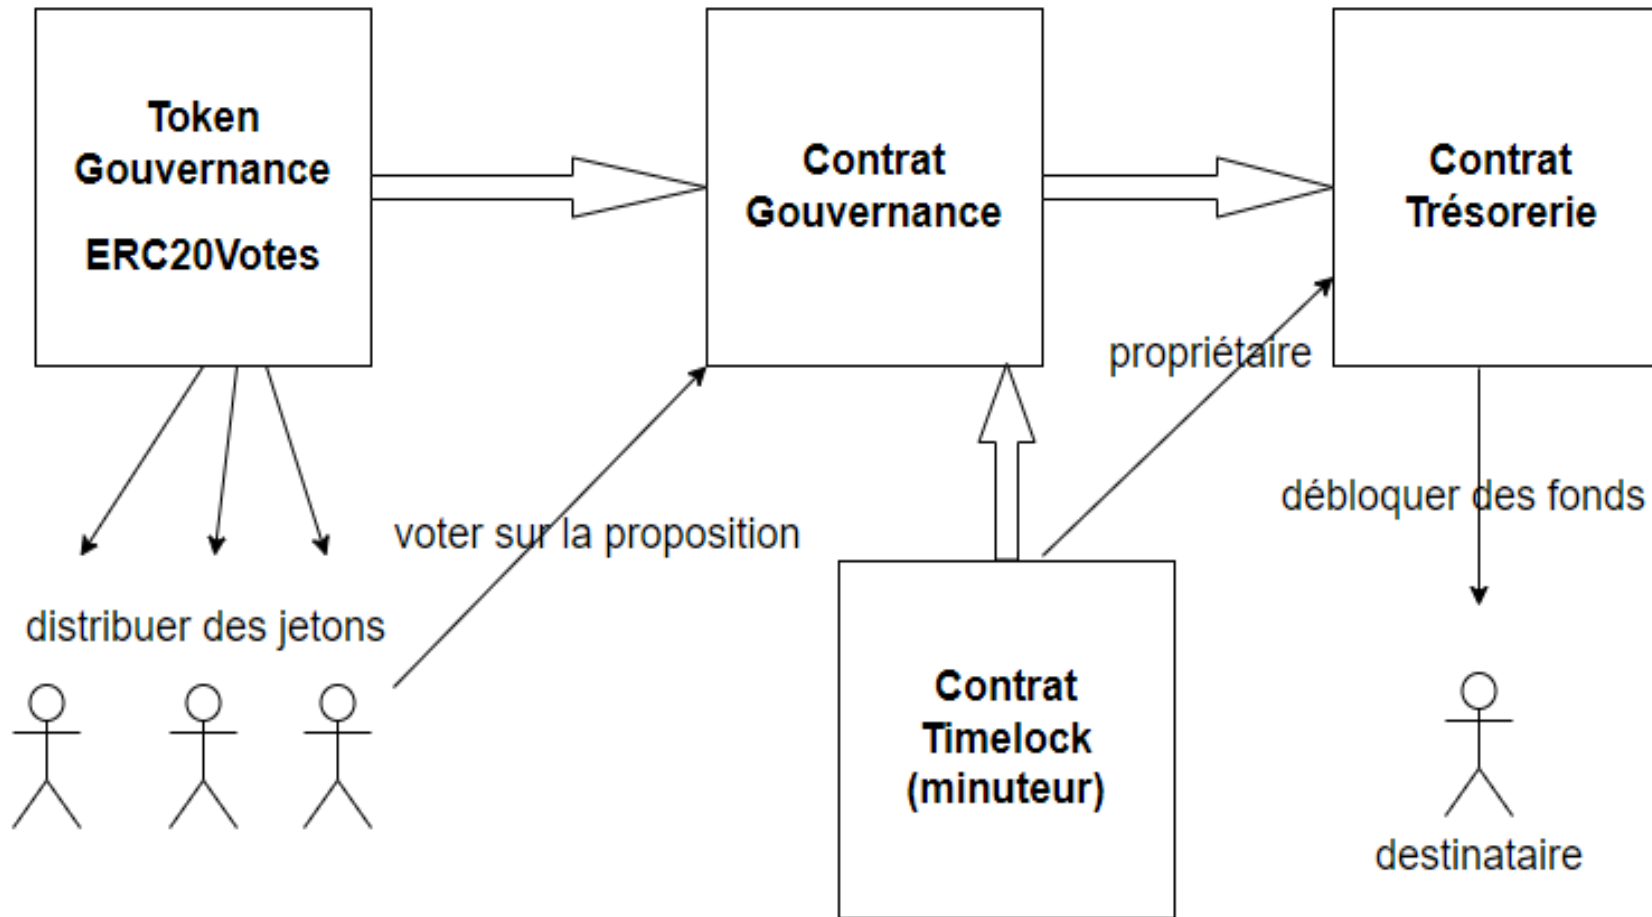 Token
Gouvernance
ERC20Votes
Contrat
Gouvernance
Contrat
Trésorerie
propriétaire
voter sur la proposition
débloquer des fonds
distribuer des jetons
Contrat
Timelock
(minuteur)
destinataire